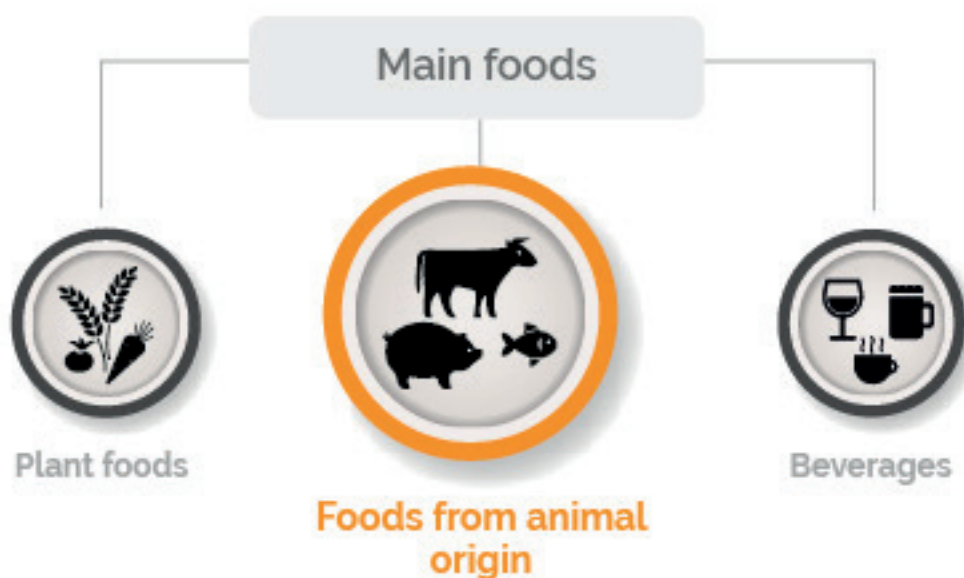 Main foods
Plant foods
Foods from animal
origin
Beverages